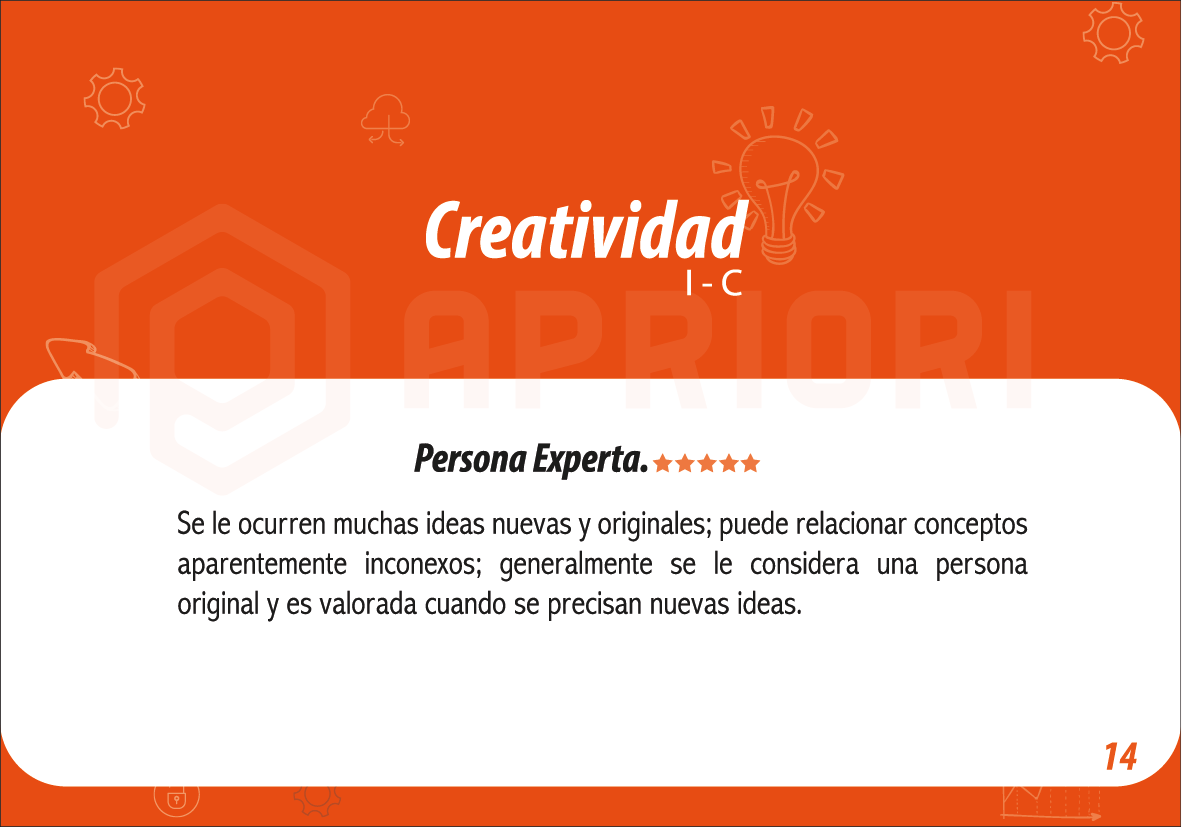 Creatividad
I - C
APRIORI
Persona Experta.
Se le ocurren muchas ideas nuevas y originales; puede relacionar conceptos
aparentemente inconexos; generalmente se le considera una persona
original y es valorada cuando se precisan nuevas ideas.
14